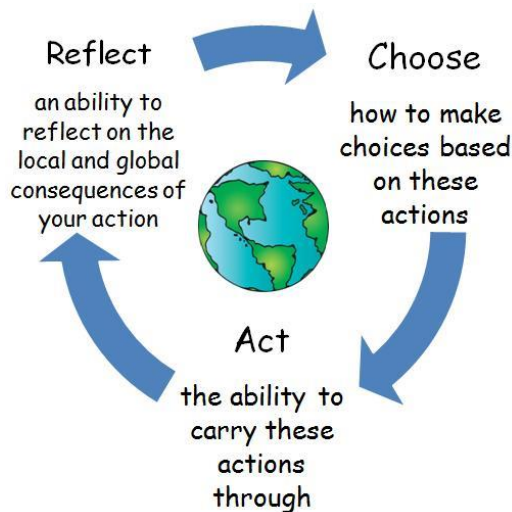 Reflect
an ability to
reflect on the
local and global
consequences of
your action
Choose
how to make
choices based
on these
actions
Act
the ability to
carry these
actions
through